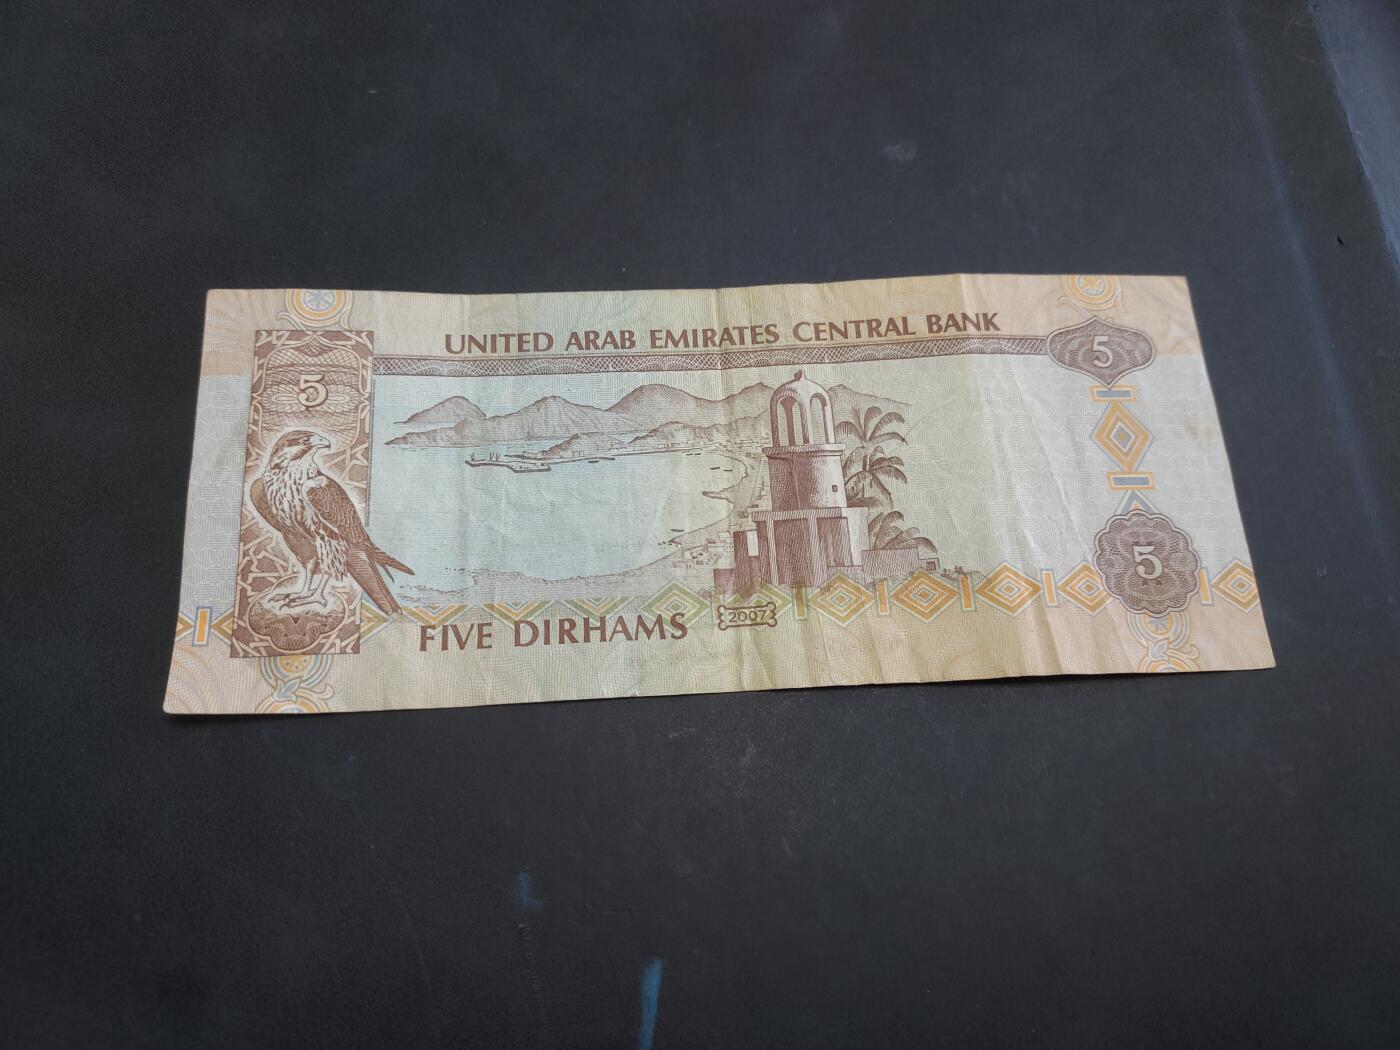 UNITED ARAB EMIRATES CENTRAL BANK
5
5
5
FIVE DIRHAMS
2007